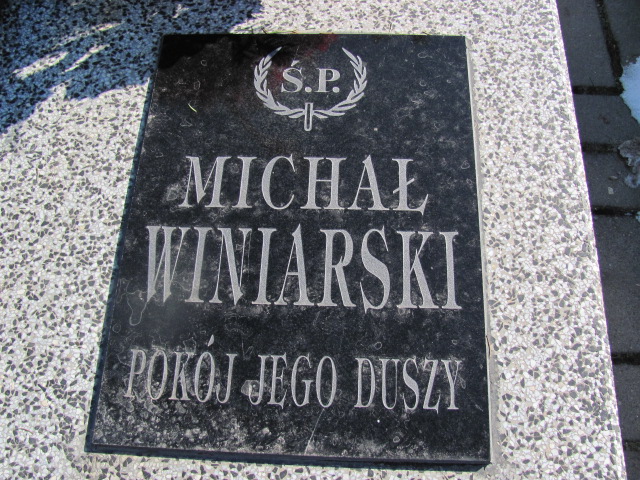 Ś.P.
MICHAŁ
WINIARSKI
POKÓJ JEGO DUSZY